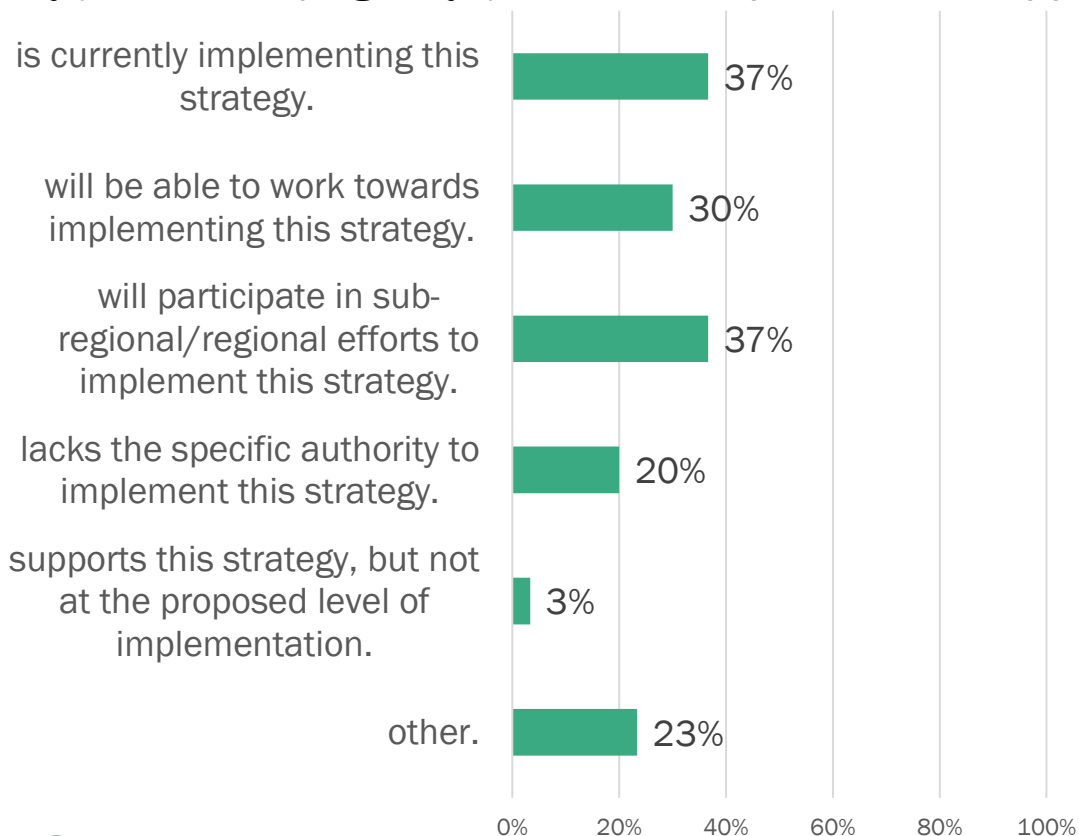 is currently implementing this
strategy.
37%
will be able to work towards
implementing this strategy.
30%
will participate in sub-
regional/regional efforts to
implement this strategy.
37%
lacks the specific authority to
implement this strategy.
20%
supports this strategy, but not
at the proposed level of
implementation.
3%
other.
23%
0% 20% 40% 60% 80% 100%